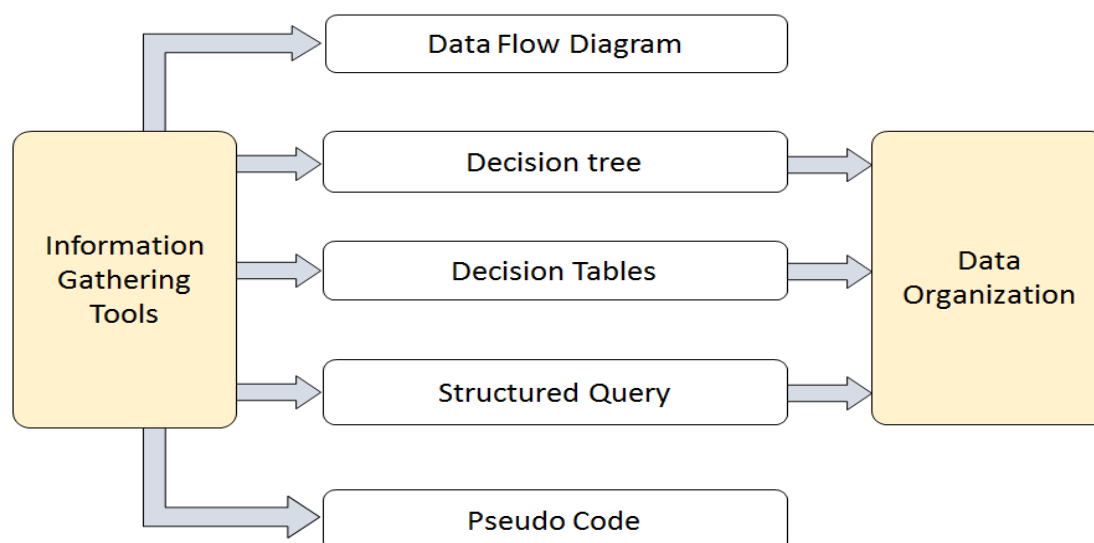 Data Flow Diagram
Decision tree
Information
Gathering
Tools
Decision Tables
Data
Organization
Structured Query
Pseudo Code